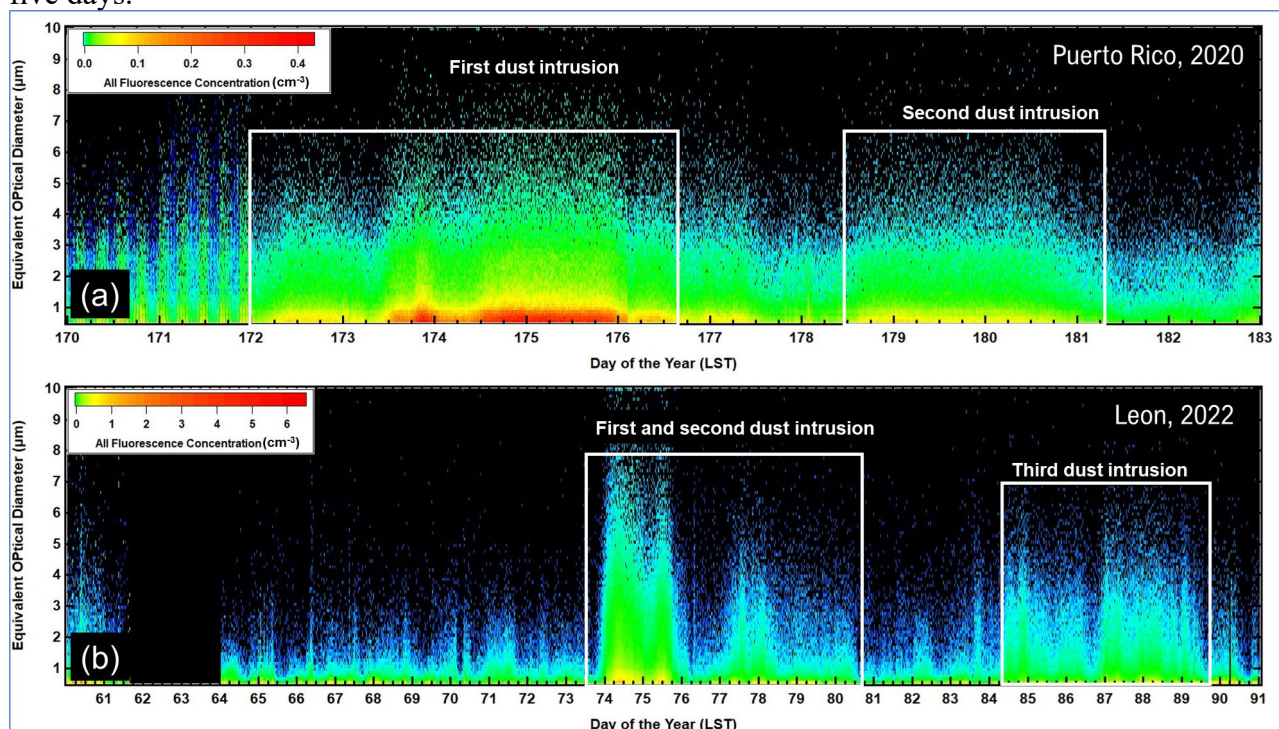 five days.
10
9
8
7
6
5
4
3
2
1
Equivalent OPtical Diameter (µm)
0.0 0.1 0.2 0.3 0.4
All Fluorescence Concentration (cm-3)
First dust intrusion
Puerto Rico, 2020
Second dust intrusion
(a)
170 171 172 173 174 175 176 177 178 179 180 181 182 183
Day of the Year (LST)
10
9
8
7
6
5
4
3
2
1
Equivalent OPtical Diameter (µm)
0 1 2 3 4 5 6
All Fluorescence Concentration (cm-3)
First and second dust intrusion
Leon, 2022
Third dust intrusion
(b)
61 62 63 64 65 66 67 68 69 70 71 72 73 74 75 76 77 78 79 80 81 82 83 84 85 86 87 88 89 90 91
Day of the Year (LST)